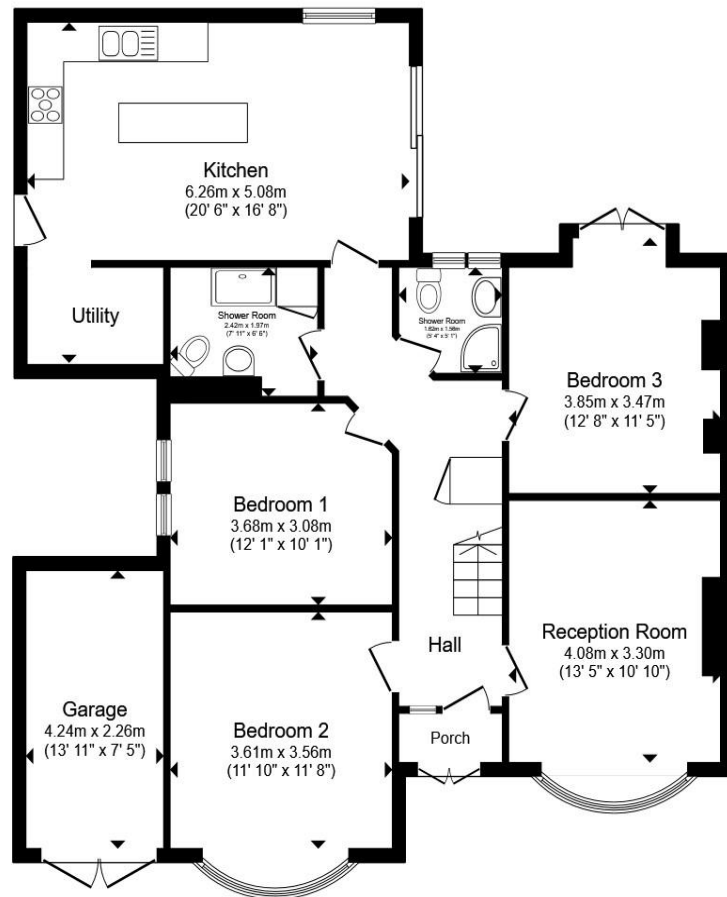 Kitchen
6.26m x 5.08m
(20' 6" x 16' 8")
Utility
Shower Room
2.42m x 1.97m
(7' 11" x 6' 6")
Shower Room
1.62m x 1.56m
(5' 4" x 5' 1")
Bedroom 3
3.85m x 3.47m
(12' 8" x 11' 5")
Bedroom 1
3.68m x 3.08m
(12' 1" x 10' 1")
Hall
Reception Room
4.08m x 3.30m
(13' 5" x 10' 10")
Garage
4.24m x 2.26m
(13' 11" x 7' 5")
Bedroom 2
3.61m x 3.56m
(11' 10" x 11' 8")
Porch